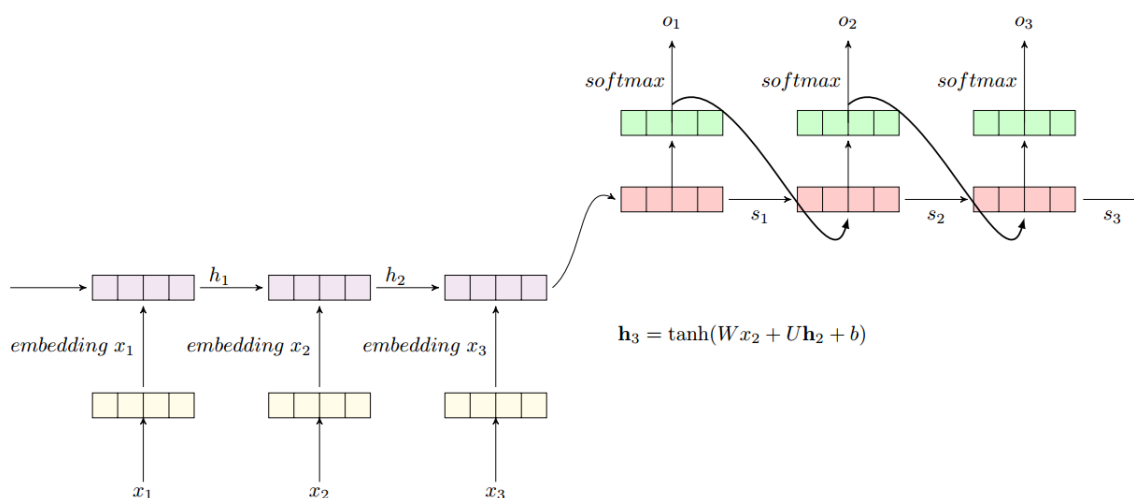 o₁ o₂ o₃
softmax softmax softmax
s₁ s₂ s₃
h₁ h₂
h₃ = tanh(Wx₂ + Uh₂ + b)
embedding x₁ embedding x₂ embedding x₃
x₁ x₂ x₃